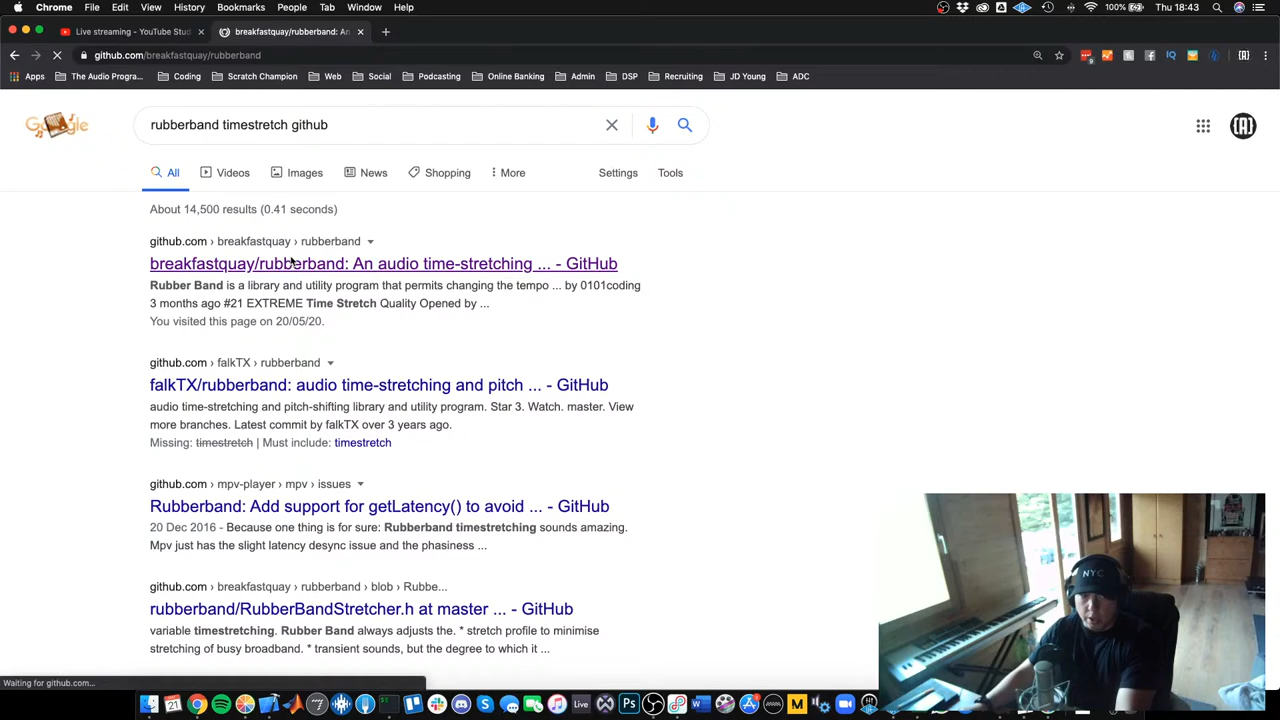 Chrome File Edit View History Bookmarks People Tab Window Help 100% Thu 18:43
Live streaming - YouTube Stud × breakfastquay/rubberband: An × +
github.com/breakfastquay/rubberband
Apps The Audio Progra... Coding Scratch Champion Web Social Podcasting Online Banking Admin DSP Recruiting JD Young ADC
Google rubberband timestretch github
All Videos Images News Shopping More Settings Tools
About 14,500 results (0.41 seconds)
github.com › breakfastquay › rubberband
breakfastquay/rubberband: An audio time-stretching ... - GitHub
Rubber Band is a library and utility program that permits changing the tempo ... by 0101coding
3 months ago #21 EXTREME Time Stretch Quality Opened by ...
You visited this page on 20/05/20.
github.com › falkTX › rubberband
falkTX/rubberband: audio time-stretching and pitch ... - GitHub
audio time-stretching and pitch-shifting library and utility program. Star 3. Watch. master. View
more branches. Latest commit by falkTX over 3 years ago.
Missing: timestretch | Must include: timestretch
github.com › mpv-player › mpv › issues
Rubberband: Add support for getLatency() to avoid ... - GitHub
20 Dec 2016 - Because one thing is for sure: Rubberband timestretching sounds amazing.
Mpv just has the slight latency desync issue and the phasiness ...
github.com › breakfastquay › rubberband › blob › Rubbe...
rubberband/RubberBandStretcher.h at master ... - GitHub
variable timestretching. Rubber Band always adjusts the. * stretch profile to minimise
stretching of busy broadband. * transient sounds, but the degree to which it ...
Waiting for github.com...
NYC